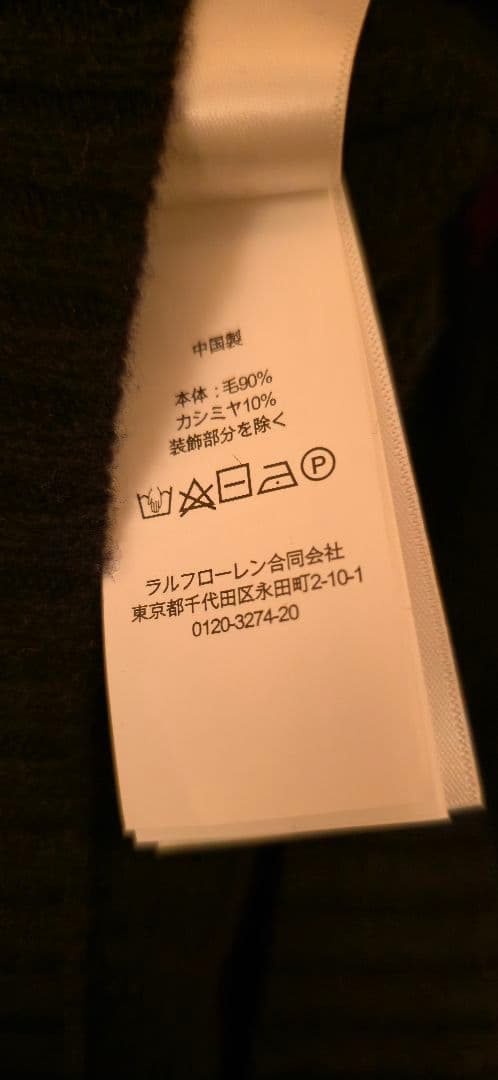 中国製
本体：毛90%
カシミヤ10%
装飾部分を除く
P
ラルフローレン合同会社
東京都千代田区永田町2-10-1
0120-3274-20